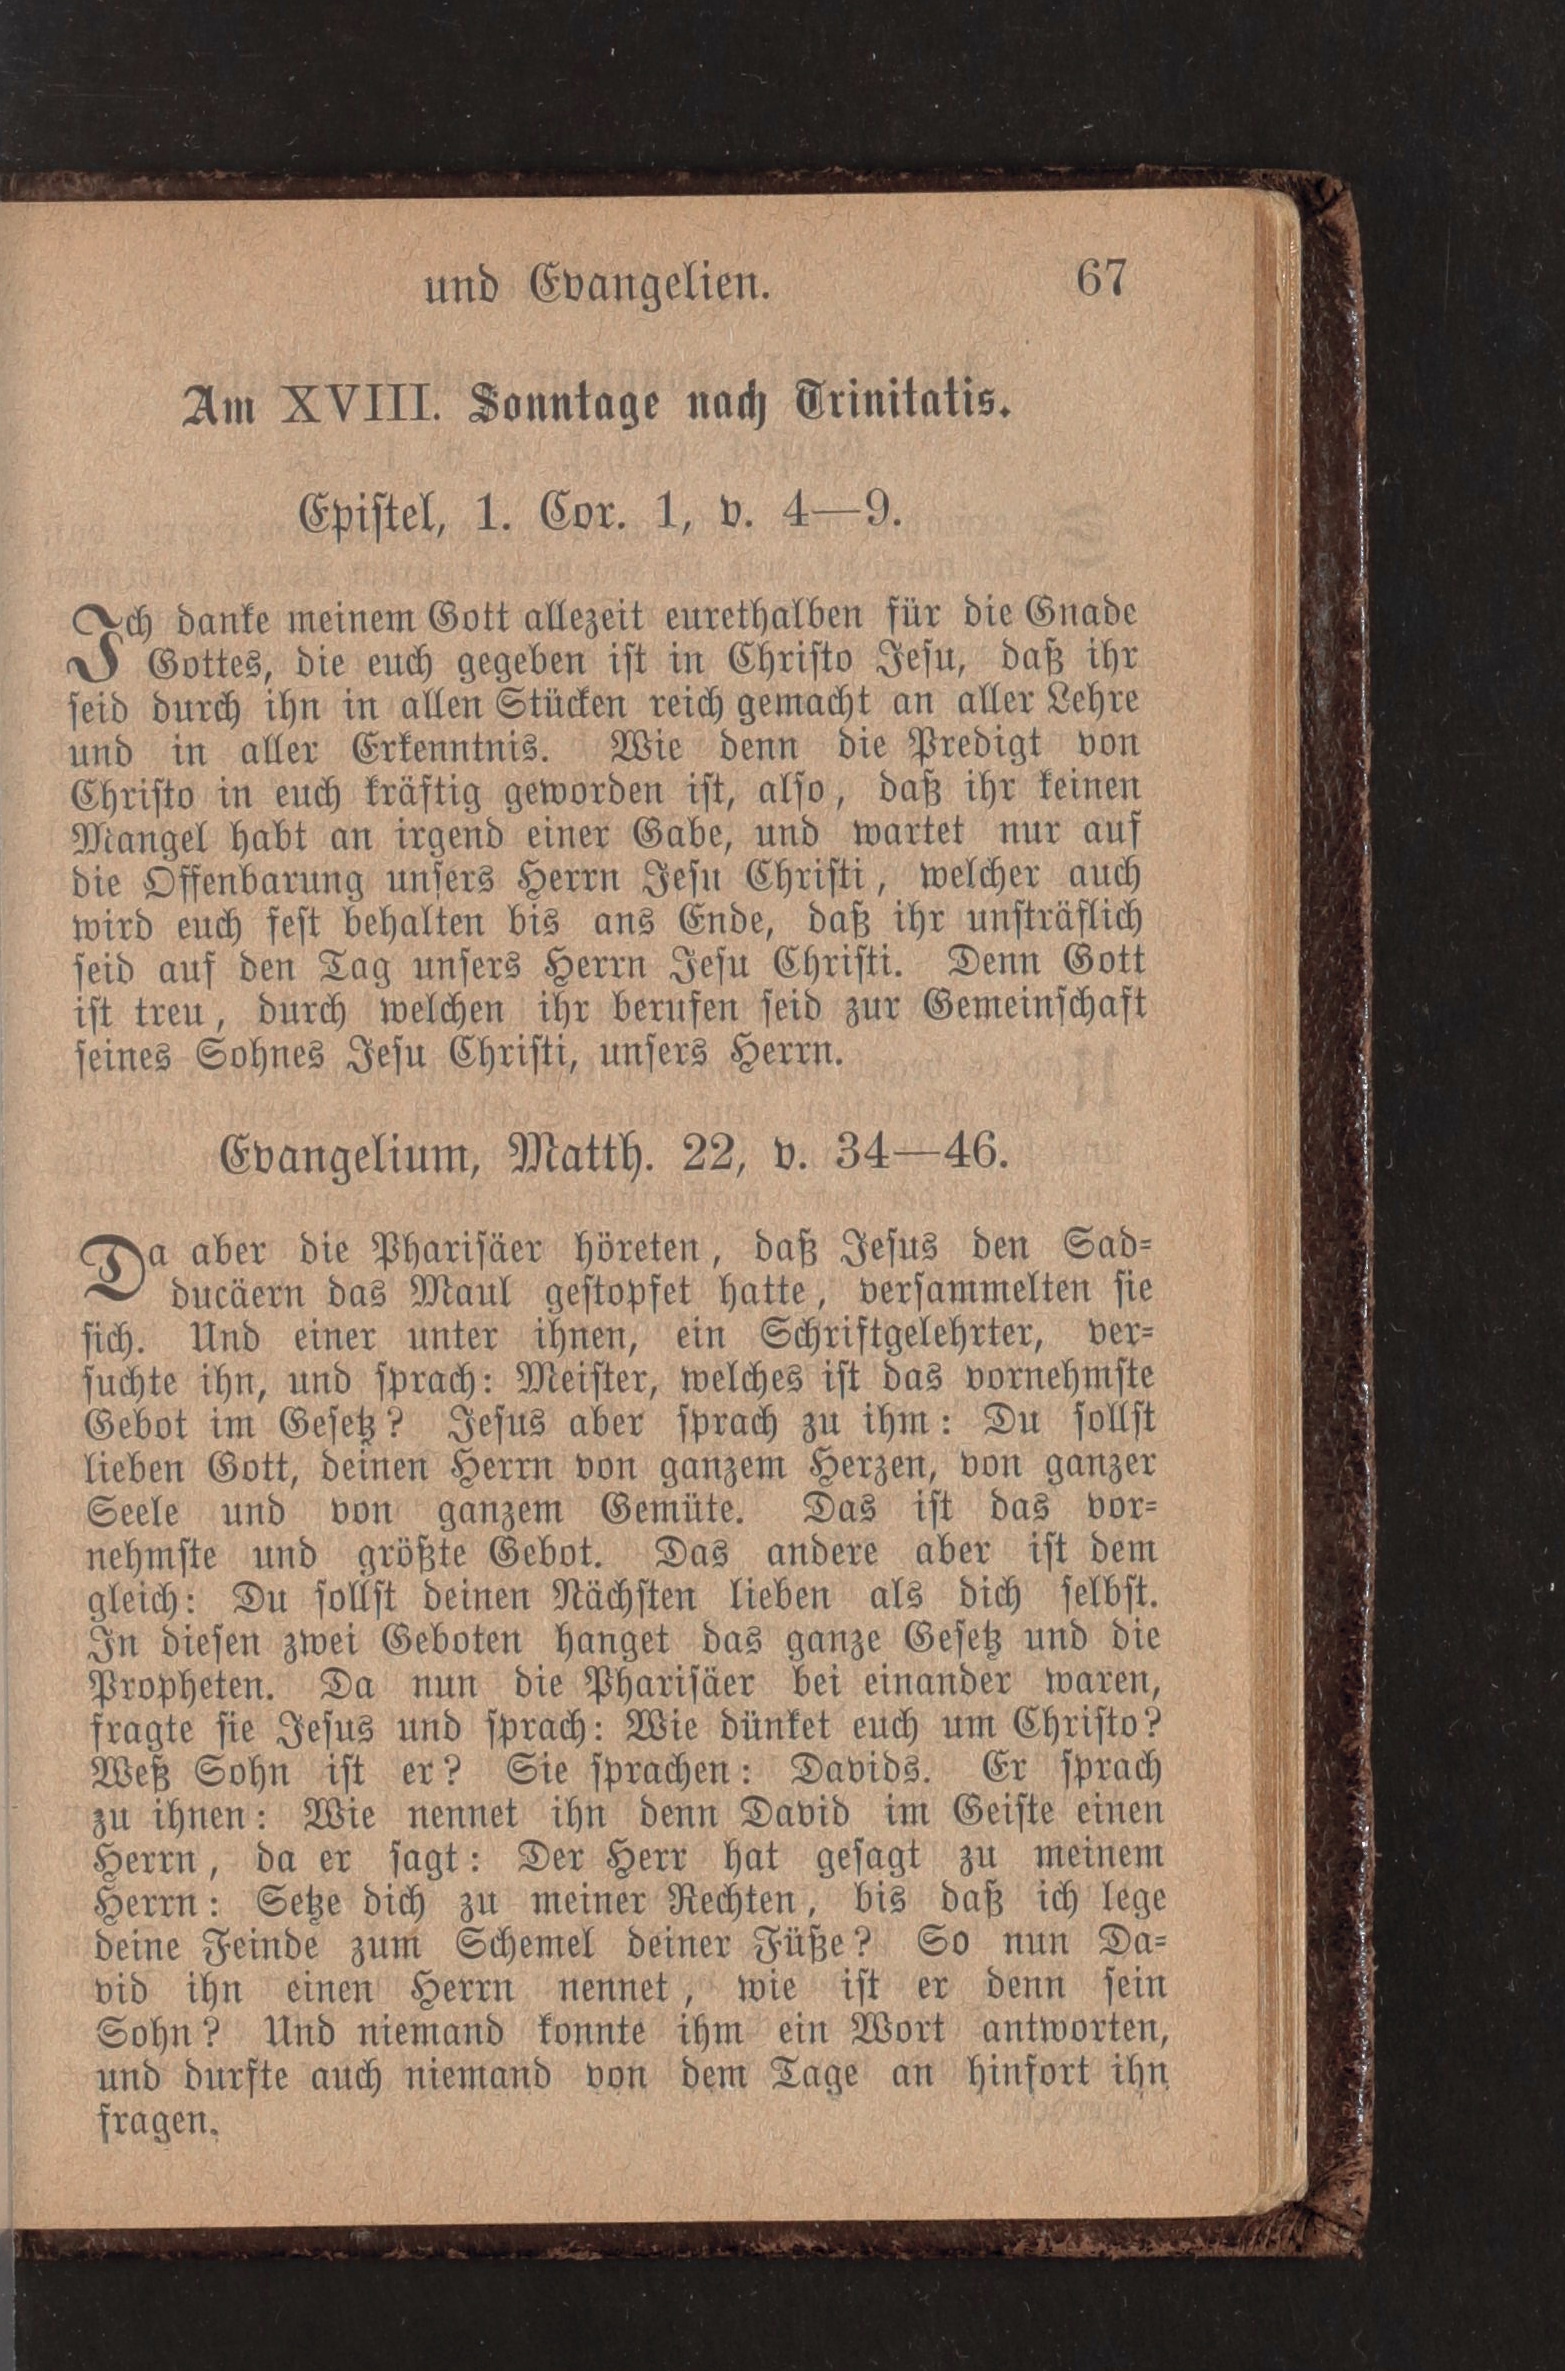 und Evangelien. 67
Am XVIII. Sonntage nach Trinitatis.
Epistel, 1. Cor. 1, v. 4—9.
Ich danke meinem Gott allezeit eurethalben für die Gnade
Gottes, die euch gegeben ist in Christo Jesu, daß ihr
seid durch ihn in allen Stücken reich gemacht an aller Lehre
und in aller Erkenntnis. Wie denn die Predigt von
Christo in euch kräftig geworden ist, also, daß ihr keinen
Mangel habt an irgend einer Gabe, und wartet nur auf
die Offenbarung unsers Herrn Jesu Christi, welcher auch
wird euch fest behalten bis ans Ende, daß ihr unsträflich
seid auf den Tag unsers Herrn Jesu Christi. Denn Gott
ist treu, durch welchen ihr berufen seid zur Gemeinschaft
seines Sohnes Jesu Christi, unsers Herrn.
Evangelium, Matth. 22, v. 34—46.
Da aber die Pharisäer höreten, daß Jesus den Sad-
ducäern das Maul gestopfet hatte, versammelten sie
sich. Und einer unter ihnen, ein Schriftgelehrter, ver-
suchte ihn, und sprach: Meister, welches ist das vornehmste
Gebot im Gesetz? Jesus aber sprach zu ihm: Du sollst
lieben Gott, deinen Herrn von ganzem Herzen, von ganzer
Seele und von ganzem Gemüte. Das ist das vor-
nehmste und größte Gebot. Das andere aber ist dem
gleich: Du sollst deinen Nächsten lieben als dich selbst.
In diesen zwei Geboten hanget das ganze Gesetz und die
Propheten. Da nun die Pharisäer bei einander waren,
fragte sie Jesus und sprach: Wie dünket euch um Christo?
Weß Sohn ist er? Sie sprachen: Davids. Er sprach
zu ihnen: Wie nennet ihn denn David im Geiste einen
Herrn, da er sagt: Der Herr hat gesagt zu meinem
Herrn: Setze dich zu meiner Rechten, bis daß ich lege
deine Feinde zum Schemel deiner Füße? So nun Da-
vid ihn einen Herrn nennet, wie ist er denn sein
Sohn? Und niemand konnte ihm ein Wort antworten,
und durfte auch niemand von dem Tage an hinfort ihn
fragen.